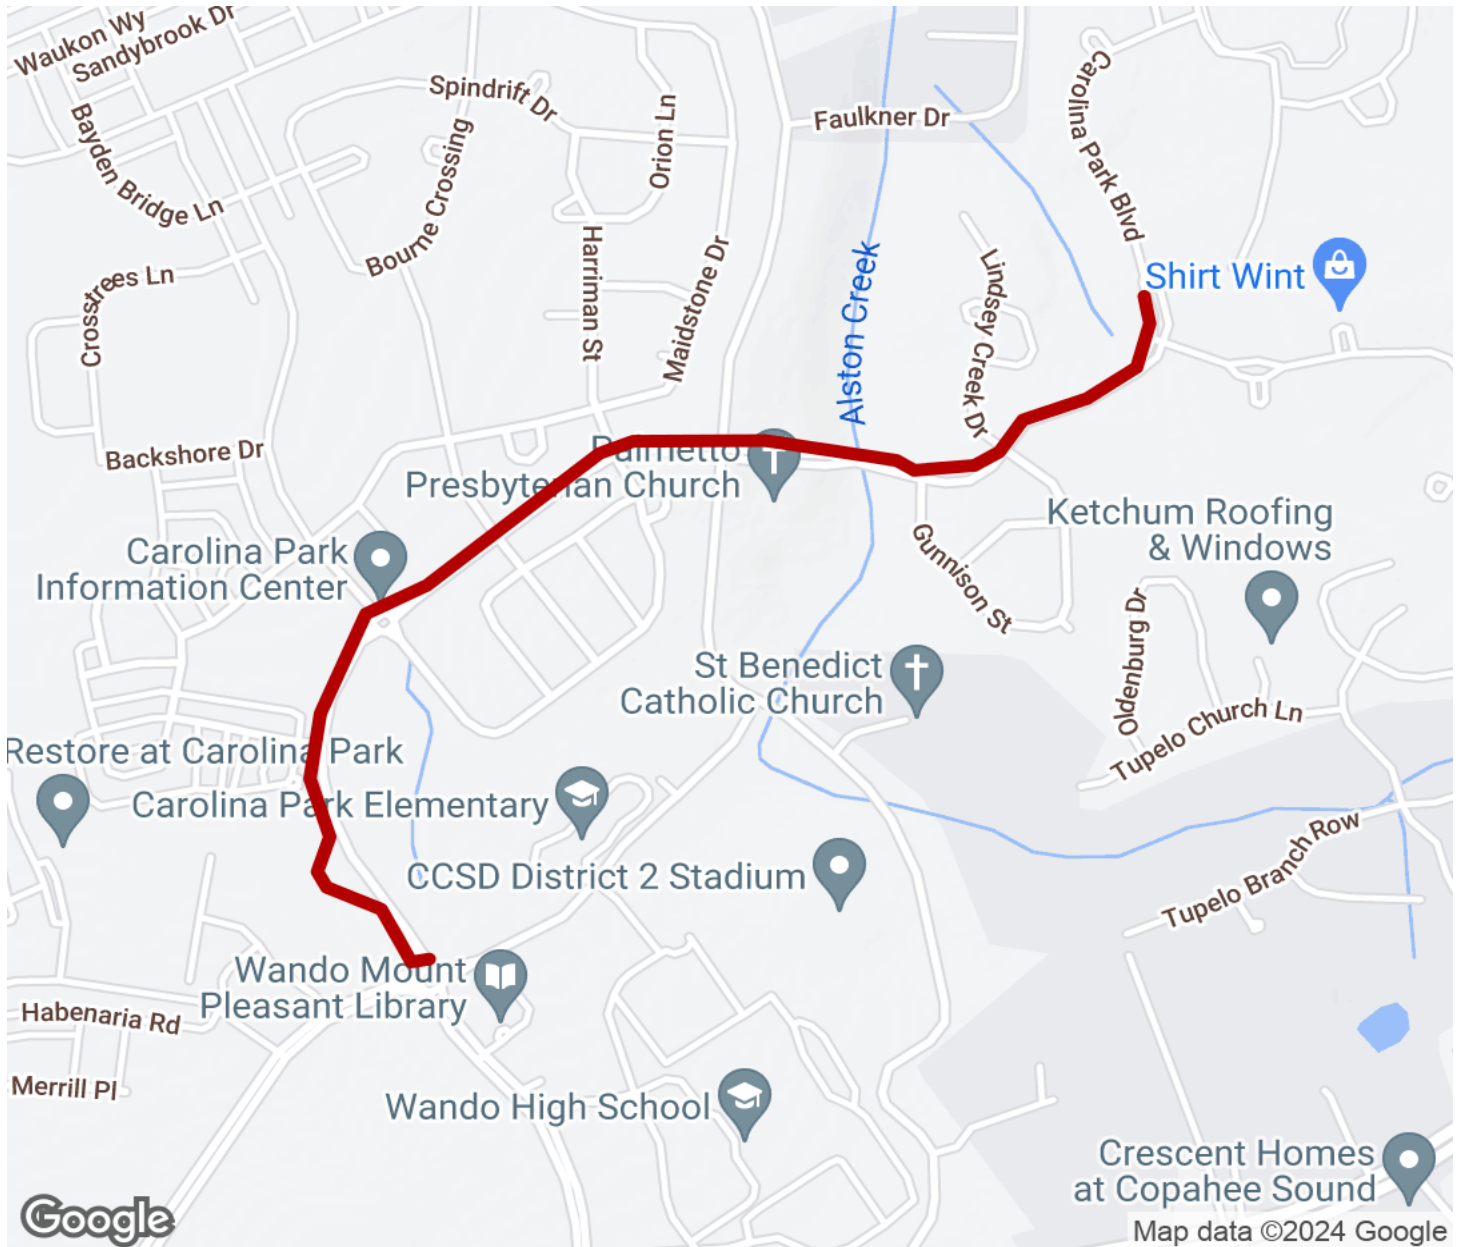 Waukon Wy
Sandybrook Dr
Spindrift Dr
Orion Ln
Faulkner Dr
Carolina Park Blvd
Bayden Bridge Ln
Bourne Crossing
Harriman St
Maidstone Dr
Alston Creek
Lindsey Creek Dr
Shirt Wint
Crosstrees Ln
Backshore Dr
Palmetto
Presbyterian Church
Carolina Park
Information Center
Gunnison St
Ketchum Roofing
& Windows
Oldenburg Dr
St Benedict
Catholic Church
Tupelo Church Ln
Restore at Carolina Park
Carolina Park Elementary
CCSD District 2 Stadium
Tupelo Branch Row
Wando Mount
Pleasant Library
Habenaria Rd
Merrill Pl
Wando High School
Crescent Homes
at Copahee Sound
Google
Map data ©2024 Google